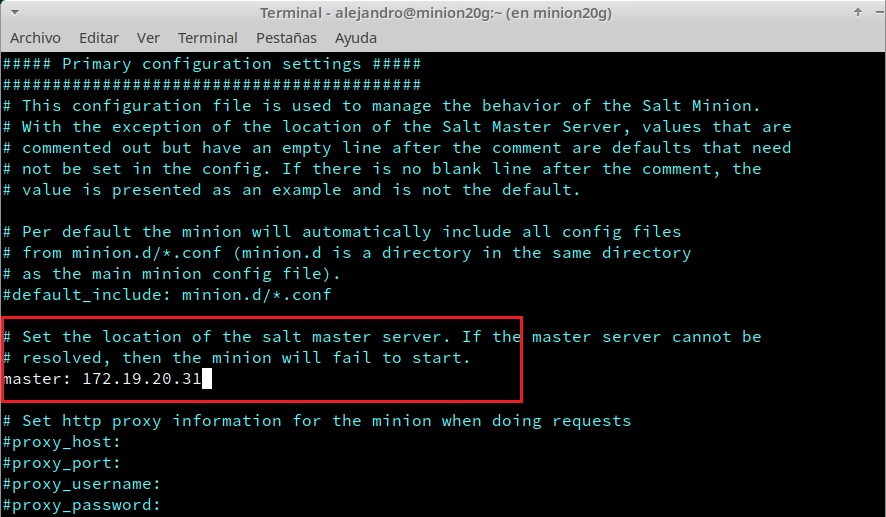 Terminal - alejandro@minion20g:~ (en minion20g)
Archivo Editar Ver Terminal Pestañas Ayuda
##### Primary configuration settings #####
##########################################
# This configuration file is used to manage the behavior of the Salt Minion.
# With the exception of the location of the Salt Master Server, values that are
# commented out but have an empty line after the comment are defaults that need
# not be set in the config. If there is no blank line after the comment, the
# value is presented as an example and is not the default.
# Per default the minion will automatically include all config files
# from minion.d/*.conf (minion.d is a directory in the same directory
# as the main minion config file).
#default_include: minion.d/*.conf
# Set the location of the salt master server. If the master server cannot be
# resolved, then the minion will fail to start.
master: 172.19.20.31
# Set http proxy information for the minion when doing requests
#proxy_host:
#proxy_port:
#proxy_username:
#proxy_password: